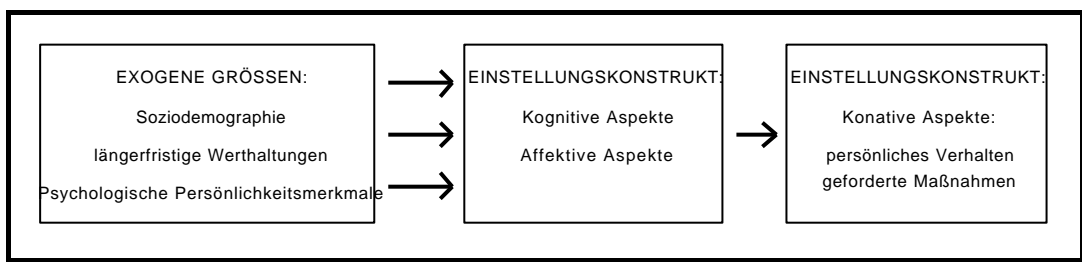 EXOGENE GRÖSSEN:
Soziodemographie
längerfristige Werthaltungen
Psychologische Persönlichkeitsmerkmale
EINSTELLUNGSKONSTRUKT:
Kognitive Aspekte
Affektive Aspekte
EINSTELLUNGSKONSTRUKT:
Konative Aspekte:
persönliches Verhalten
geforderte Maßnahmen